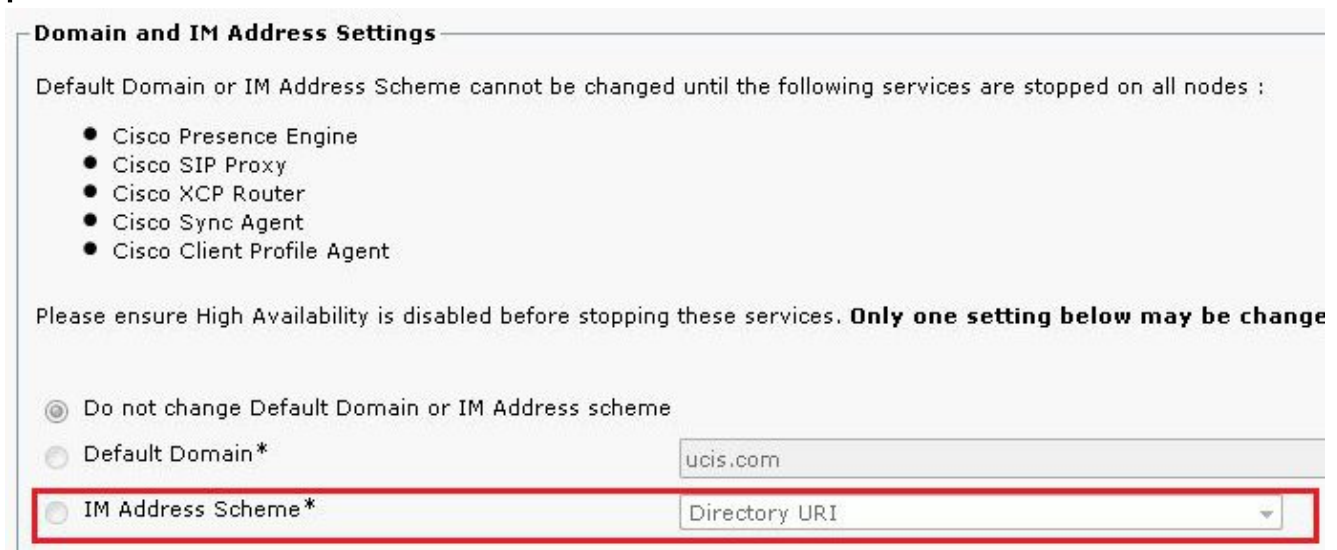 Domain and IM Address Settings
Default Domain or IM Address Scheme cannot be changed until the following services are stopped on all nodes :
● Cisco Presence Engine
● Cisco SIP Proxy
● Cisco XCP Router
● Cisco Sync Agent
● Cisco Client Profile Agent
Please ensure High Availability is disabled before stopping these services. Only one setting below may be change
Do not change Default Domain or IM Address scheme
Default Domain* ucis.com
IM Address Scheme* Directory URI